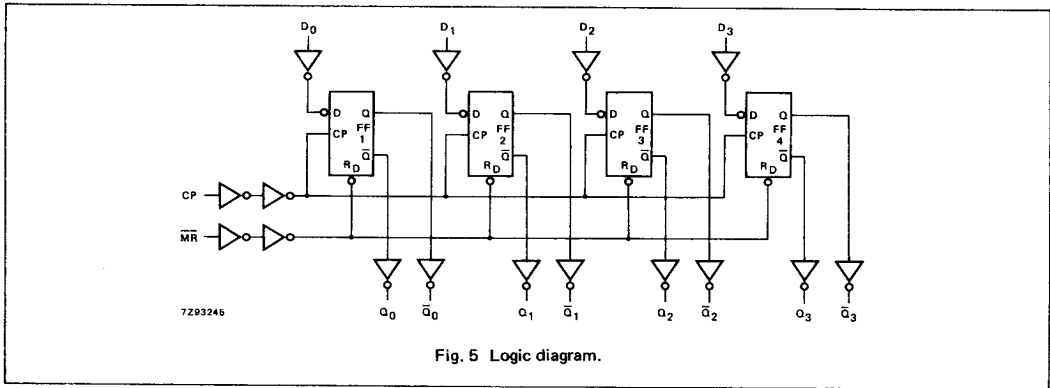 D0 D1 D2 D3
D Q D Q D Q D Q
CP FF 1 Q̅ CP FF 2 Q̅ CP FF 3 Q̅ CP FF 4 Q̅
RD RD RD RD
CP
M̅R̅
Q0 Q̅0 Q1 Q̅1 Q2 Q̅2 Q3 Q̅3
7Z93245
Fig. 5 Logic diagram.